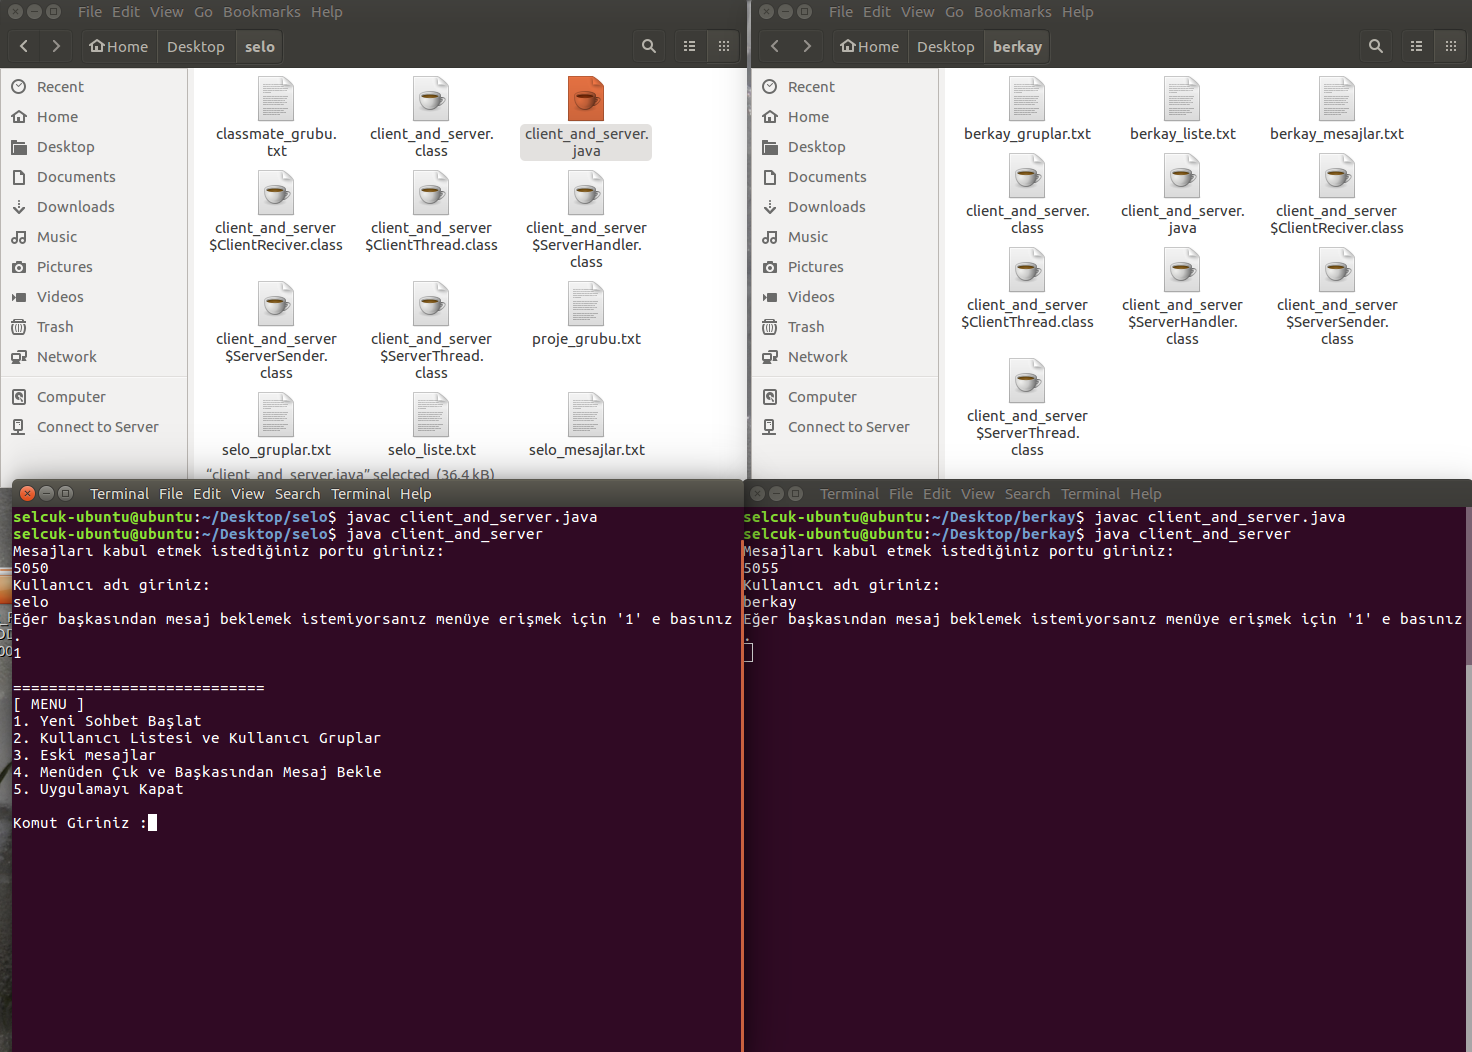 File Edit View Go Bookmarks Help
Home Desktop selo
Recent
Home
Desktop
Documents
Downloads
Music
Pictures
Videos
Trash
Network
Computer
Connect to Server
classmate_grubu.
txt
client_and_server.
class
client_and_server.
java
client_and_server
$ClientReciver.class
client_and_server
$ClientThread.class
client_and_server
$ServerHandler.
class
client_and_server
$ServerSender.
class
client_and_server
$ServerThread.
class
proje_grubu.txt
selo_gruplar.txt
selo_liste.txt
selo_mesajlar.txt
“client_and_server.java” selected (36.4 kB)
File Edit View Go Bookmarks Help
Home Desktop berkay
Recent
Home
Desktop
Documents
Downloads
Music
Pictures
Videos
Trash
Network
Computer
Connect to Server
berkay_gruplar.txt
berkay_liste.txt
berkay_mesajlar.txt
client_and_server.
class
client_and_server.
java
client_and_server
$ClientReciver.class
client_and_server
$ClientThread.class
client_and_server
$ServerHandler.
class
client_and_server
$ServerSender.
class
client_and_server
$ServerThread.
class
Terminal File Edit View Search Terminal Help
selcuk-ubuntu@ubuntu:~/Desktop/selo$ javac client_and_server.java
selcuk-ubuntu@ubuntu:~/Desktop/selo$ java client_and_server
Mesajları kabul etmek istediğiniz portu giriniz:
5050
Kullanıcı adı giriniz:
selo
Eğer başkasından mesaj beklemek istemiyorsanız menüye erişmek için '1' e basınız
.
1
============================
[ MENU ]
1. Yeni Sohbet Başlat
2. Kullanıcı Listesi ve Kullanıcı Gruplar
3. Eski mesajlar
4. Menüden Çık ve Başkasından Mesaj Bekle
5. Uygulamayı Kapat
Komut Giriniz :
Terminal File Edit View Search Terminal Help
selcuk-ubuntu@ubuntu:~/Desktop/berkay$ javac client_and_server.java
selcuk-ubuntu@ubuntu:~/Desktop/berkay$ java client_and_server
Mesajları kabul etmek istediğiniz portu giriniz:
5055
Kullanıcı adı giriniz:
berkay
Eğer başkasından mesaj beklemek istemiyorsanız menüye erişmek için '1' e basınız
.